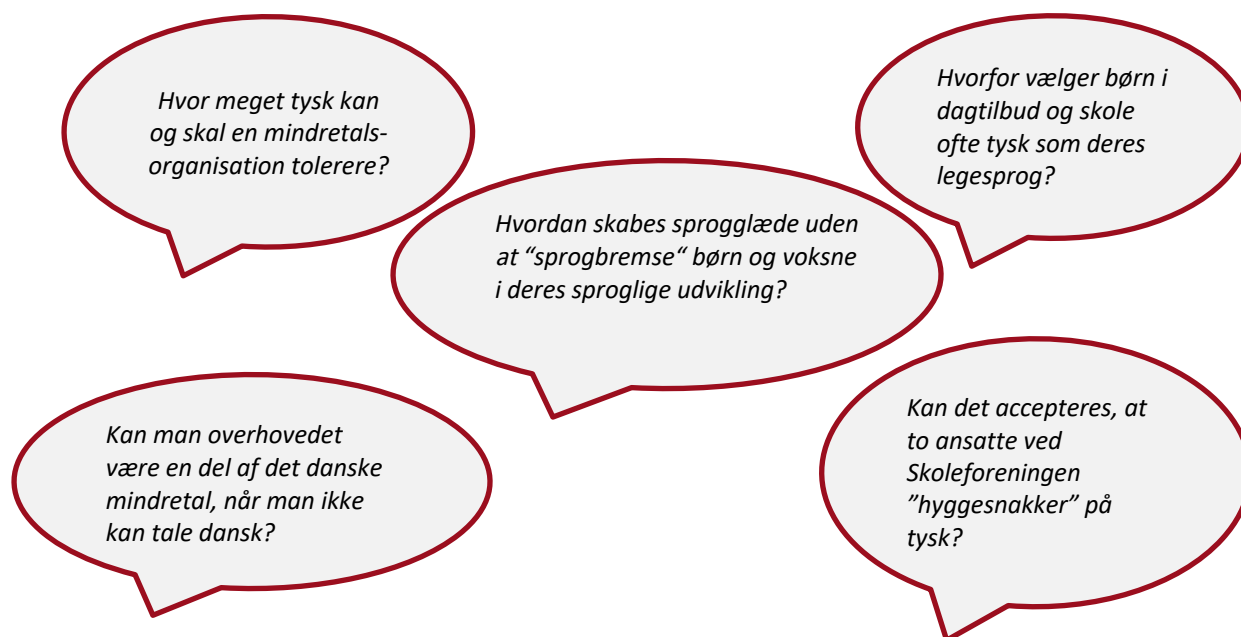 Hvor meget tysk kan
og skal en mindretals-
organisation tolerere?
Hvorfor vælger børn i
dagtilbud og skole
ofte tysk som deres
legesprog?
Hvordan skabes sprogglæde uden
at “sprogbremse“ børn og voksne
i deres sproglige udvikling?
Kan man overhovedet
være en del af det danske
mindretal, når man ikke
kan tale dansk?
Kan det accepteres, at
to ansatte ved
Skoleforeningen
”hyggesnakker” på
tysk?